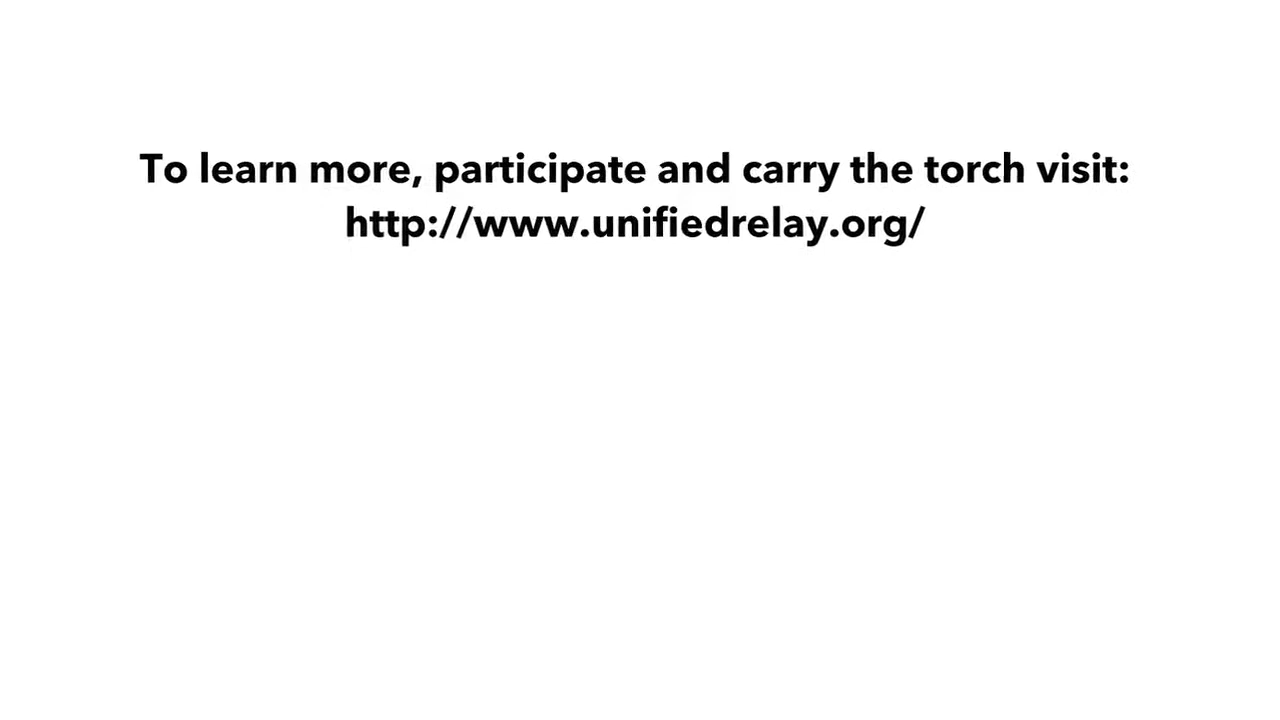 To learn more, participate and carry the torch visit:
http://www.unifiedrelay.org/